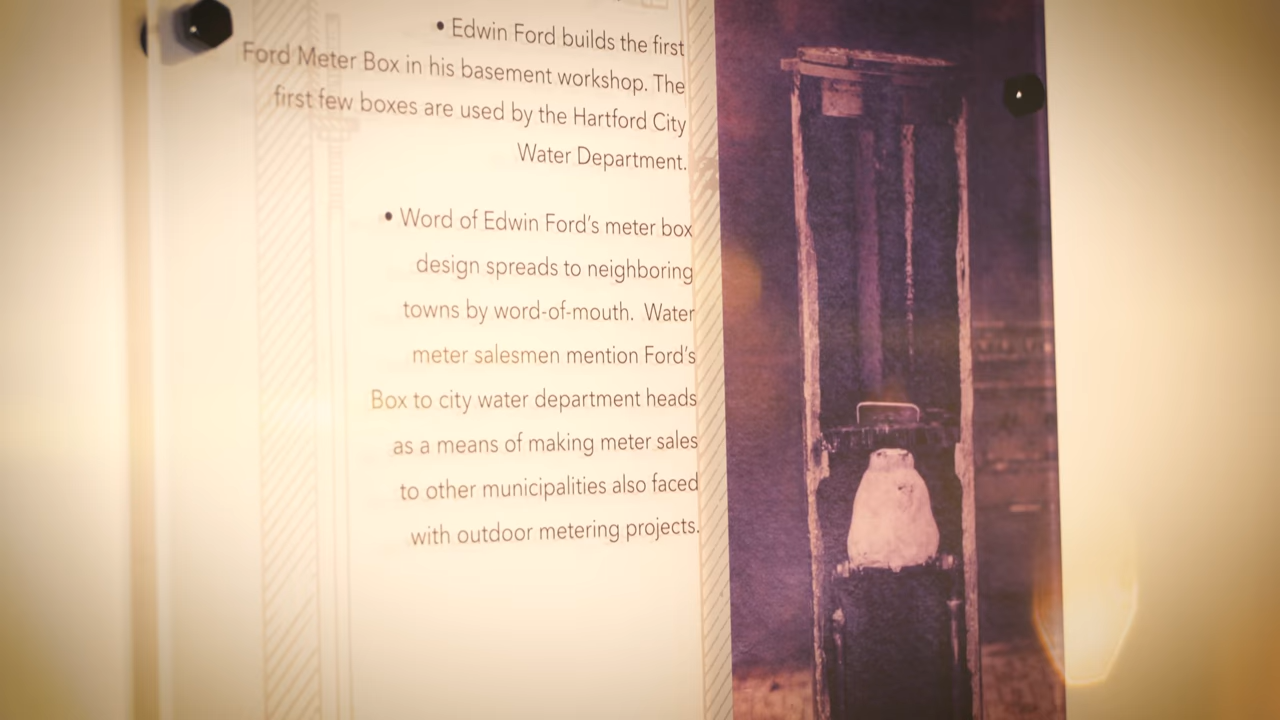 • Edwin Ford builds the first
Ford Meter Box in his basement workshop. The
first few boxes are used by the Hartford City
Water Department.
• Word of Edwin Ford's meter box
design spreads to neighboring
towns by word-of-mouth. Water
meter salesmen mention Ford's
Box to city water department heads
as a means of making meter sales
to other municipalities also faced
with outdoor metering projects.